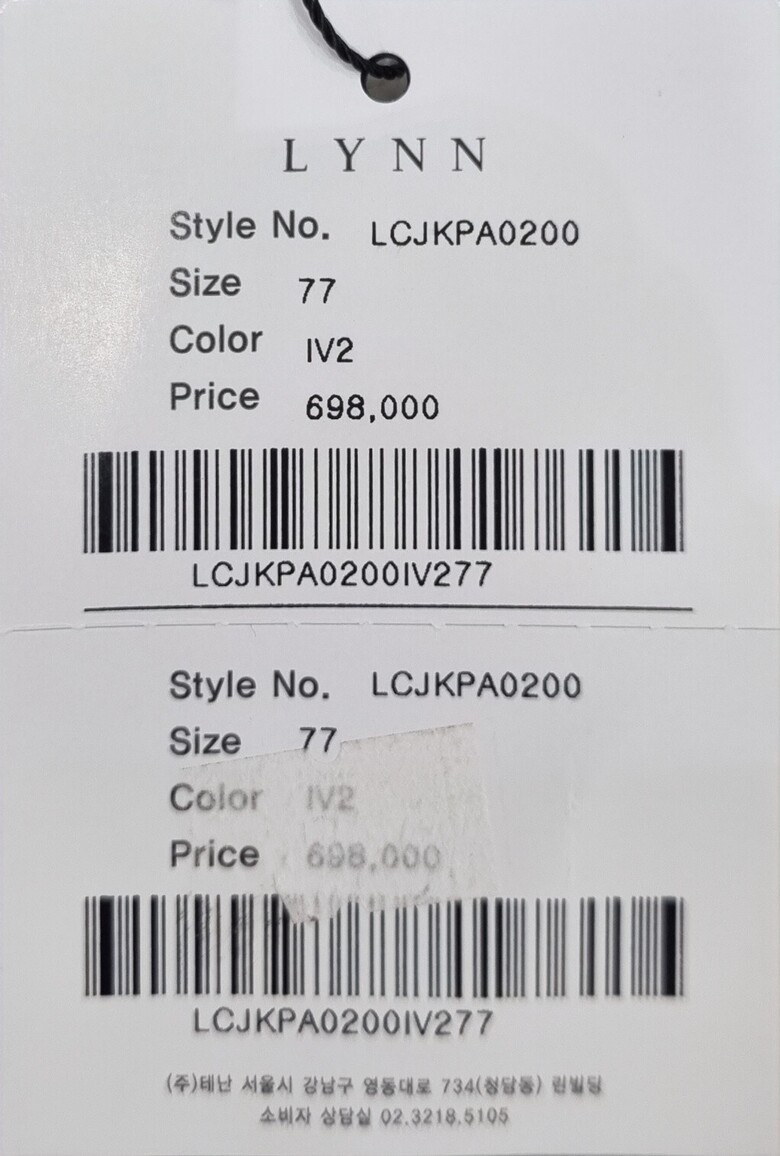 LYNN
Style No. LCJKPA0200
Size 77
Color IV2
Price 698,000
LCJKPA0200IV277
Style No. LCJKPA0200
Size 77
Color IV2
Price 698,000
LCJKPA0200IV277
(주)테난 서울시 강남구 영동대로 734(청담동) 린빌딩
소비자 상담실 02.3218.5105